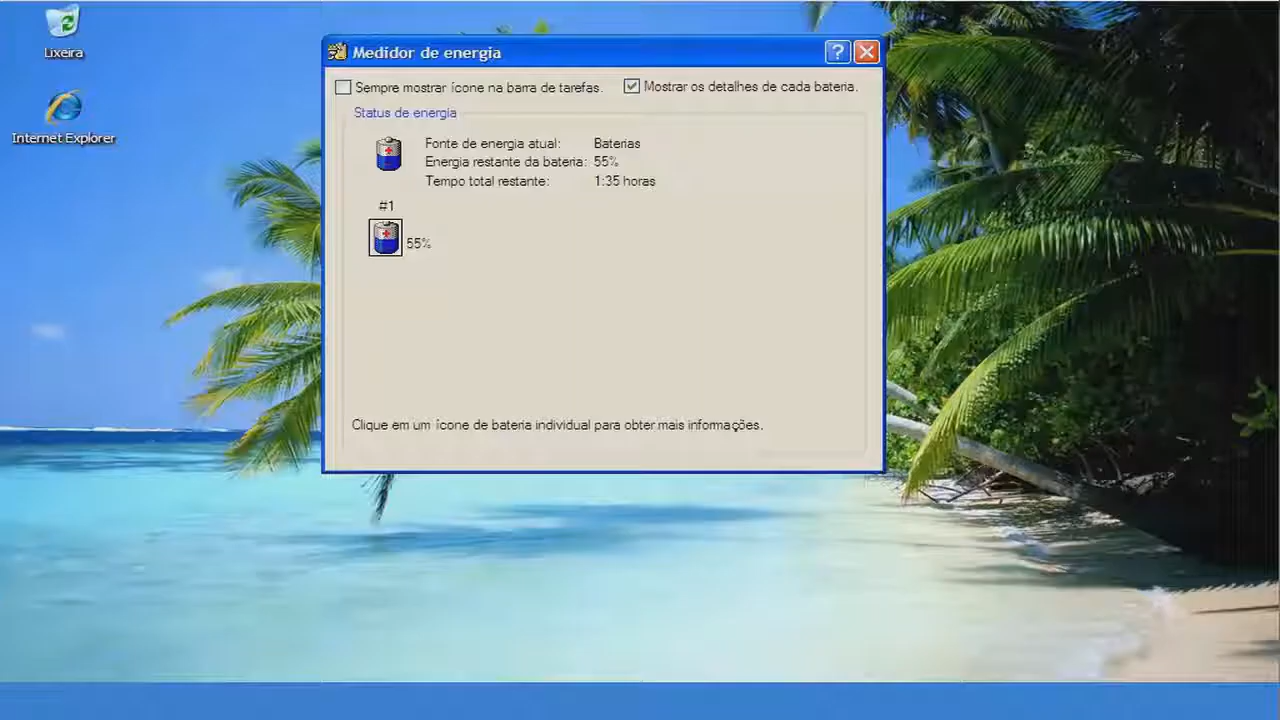 Lixeira
Internet Explorer
Medidor de energia
Sempre mostrar ícone na barra de tarefas.
Mostrar os detalhes de cada bateria.
Status de energia
Fonte de energia atual: Baterias
Energia restante da bateria: 55%
Tempo total restante: 1:35 horas
#1
55%
Clique em um ícone de bateria individual para obter mais informações.